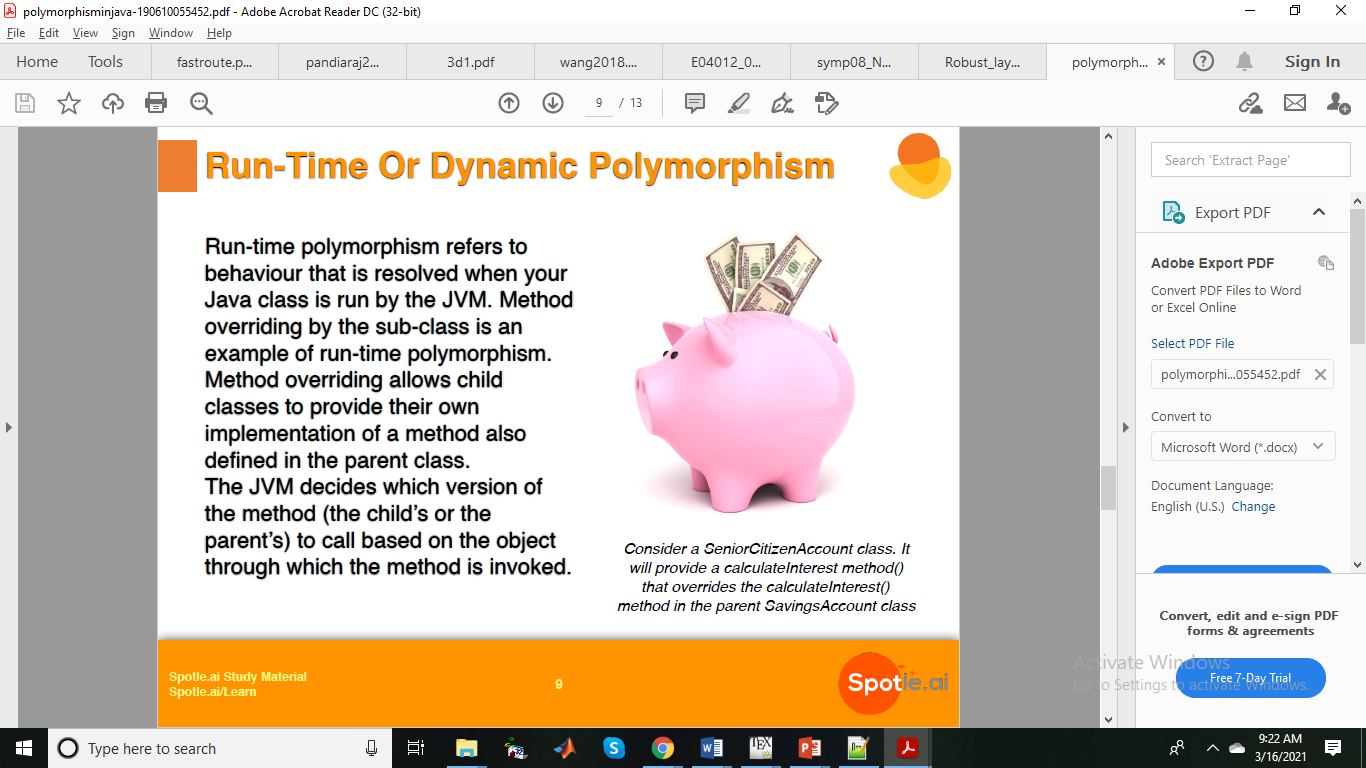 polymorphisminjava-190610055452.pdf - Adobe Acrobat Reader DC (32-bit)
File Edit View Sign Window Help
Home Tools fastroute.p... pandiaraj2... 3d1.pdf wang2018.... E04012_0... symp08_N... Robust_lay... polymorph... × Sign In
9 / 13
Run-Time Or Dynamic Polymorphism
Run-time polymorphism refers to
behaviour that is resolved when your
Java class is run by the JVM. Method
overriding by the sub-class is an
example of run-time polymorphism.
Method overriding allows child
classes to provide their own
implementation of a method also
defined in the parent class.
The JVM decides which version of
the method (the child's or the
parent's) to call based on the object
through which the method is invoked.
Consider a SeniorCitizenAccount class. It
will provide a calculateInterest method()
that overrides the calculateInterest()
method in the parent SavingsAccount class
Spotle.ai Study Material
Spotle.ai/Learn
9
Spotle.ai
Search 'Extract Page'
Export PDF
Adobe Export PDF
Convert PDF Files to Word
or Excel Online
Select PDF File
polymorphi...055452.pdf
Convert to
Microsoft Word (*.docx)
Document Language:
English (U.S.) Change
Convert, edit and e-sign PDF
forms & agreements
Free 7-Day Trial
Activate Windows
Go to Settings to activate Windows.
Type here to search
9:22 AM
3/16/2021